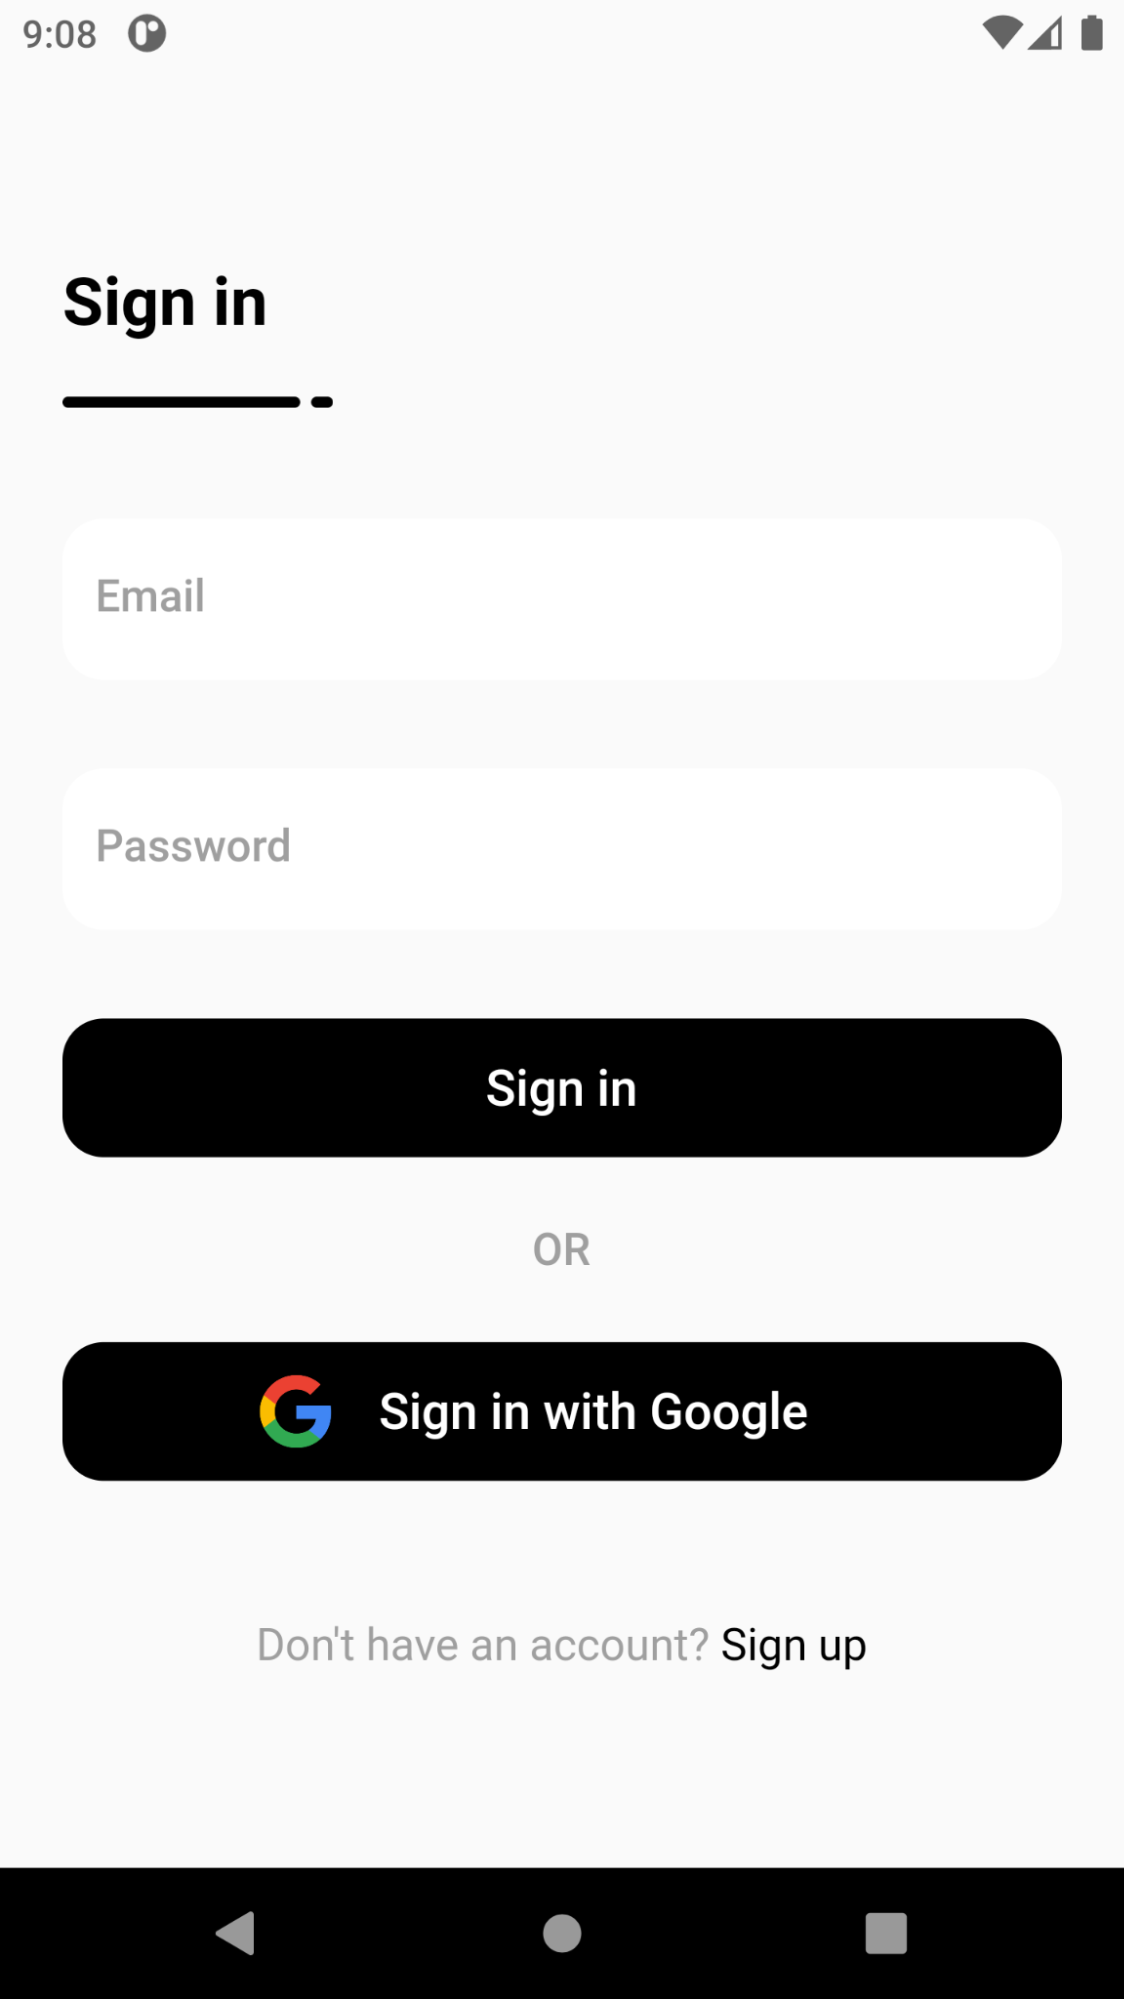 9:08
Sign in
Email
Password
Sign in
OR
Sign in with Google
Don't have an account? Sign up